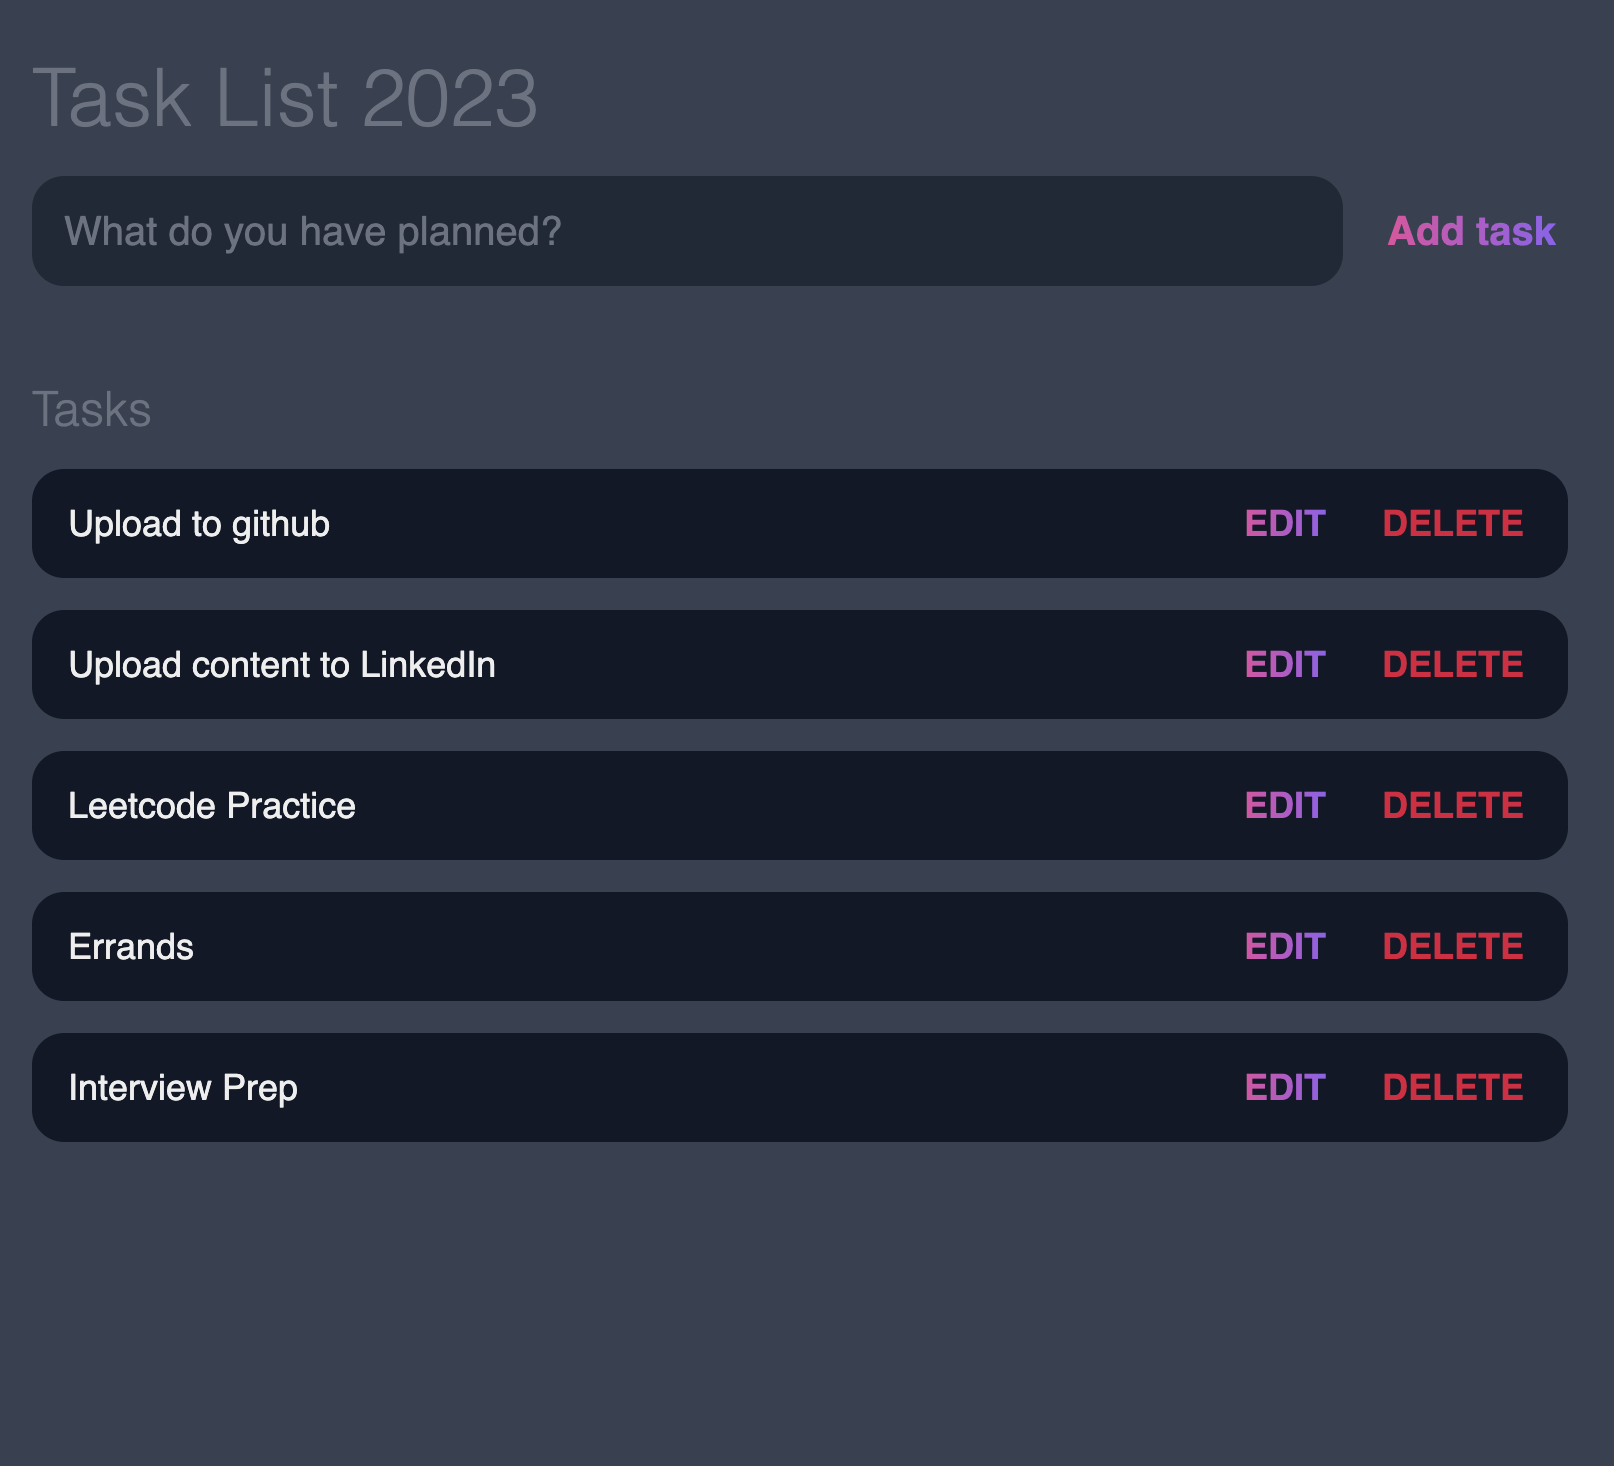 Task List 2023
What do you have planned? Add task
Tasks
Upload to github EDIT DELETE
Upload content to LinkedIn EDIT DELETE
Leetcode Practice EDIT DELETE
Errands EDIT DELETE
Interview Prep EDIT DELETE